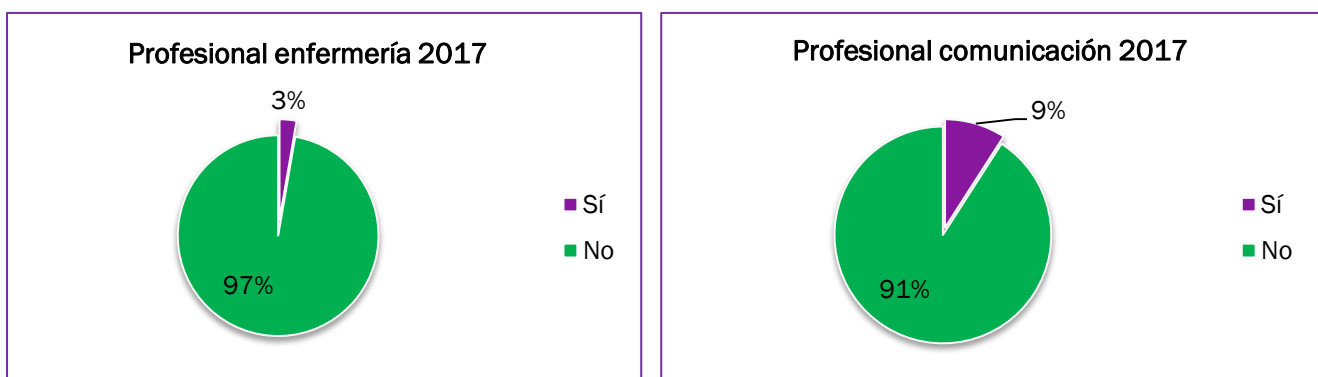 Profesional enfermería 2017
3%
97%
Sí
No
Profesional comunicación 2017
9%
91%
Sí
No